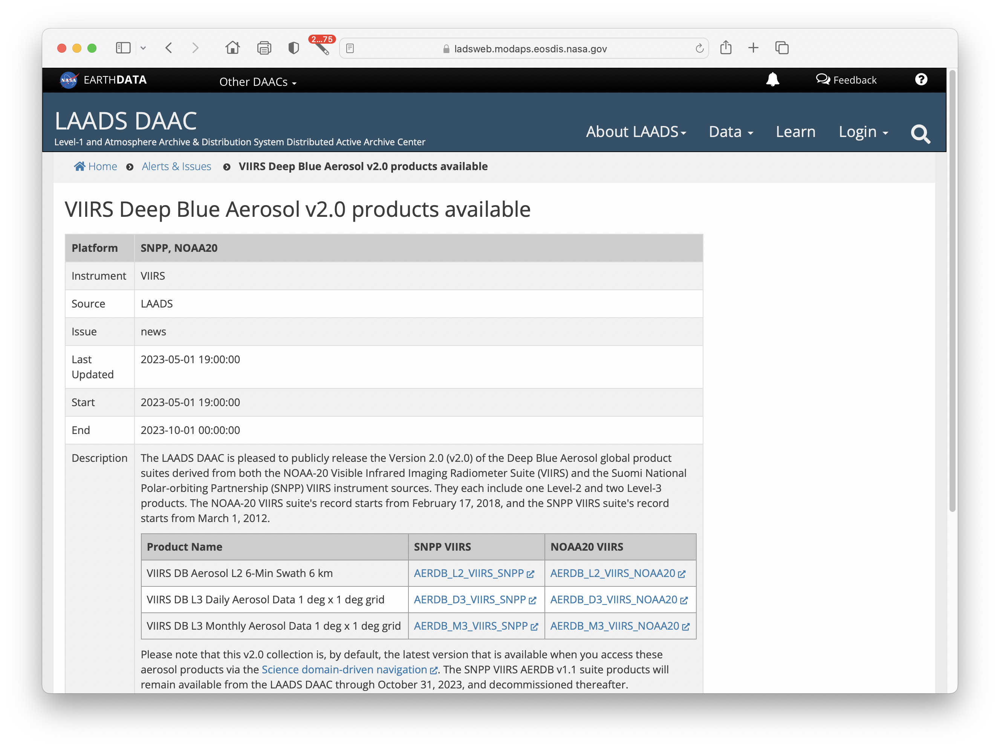 2...75
ladsweb.modaps.eosdis.nasa.gov
NASA EARTHDATA Other DAACs Feedback
LAADS DAAC
Level-1 and Atmosphere Archive & Distribution System Distributed Active Archive Center
About LAADS Data Learn Login
Home Alerts & Issues VIIRS Deep Blue Aerosol v2.0 products available
VIIRS Deep Blue Aerosol v2.0 products available
Platform SNPP, NOAA20
Instrument VIIRS
Source LAADS
Issue news
Last Updated 2023-05-01 19:00:00
Start 2023-05-01 19:00:00
End 2023-10-01 00:00:00
Description The LAADS DAAC is pleased to publicly release the Version 2.0 (v2.0) of the Deep Blue Aerosol global product
suites derived from both the NOAA-20 Visible Infrared Imaging Radiometer Suite (VIIRS) and the Suomi National
Polar-orbiting Partnership (SNPP) VIIRS instrument sources. They each include one Level-2 and two Level-3
products. The NOAA-20 VIIRS suite's record starts from February 17, 2018, and the SNPP VIIRS suite's record
starts from March 1, 2012.
Product Name SNPP VIIRS NOAA20 VIIRS
VIIRS DB Aerosol L2 6-Min Swath 6 km AERDB_L2_VIIRS_SNPP AERDB_L2_VIIRS_NOAA20
VIIRS DB L3 Daily Aerosol Data 1 deg x 1 deg grid AERDB_D3_VIIRS_SNPP AERDB_D3_VIIRS_NOAA20
VIIRS DB L3 Monthly Aerosol Data 1 deg x 1 deg grid AERDB_M3_VIIRS_SNPP AERDB_M3_VIIRS_NOAA20
Please note that this v2.0 collection is, by default, the latest version that is available when you access these
aerosol products via the Science domain-driven navigation. The SNPP VIIRS AERDB v1.1 suite products will
remain available from the LAADS DAAC through October 31, 2023, and decommissioned thereafter.